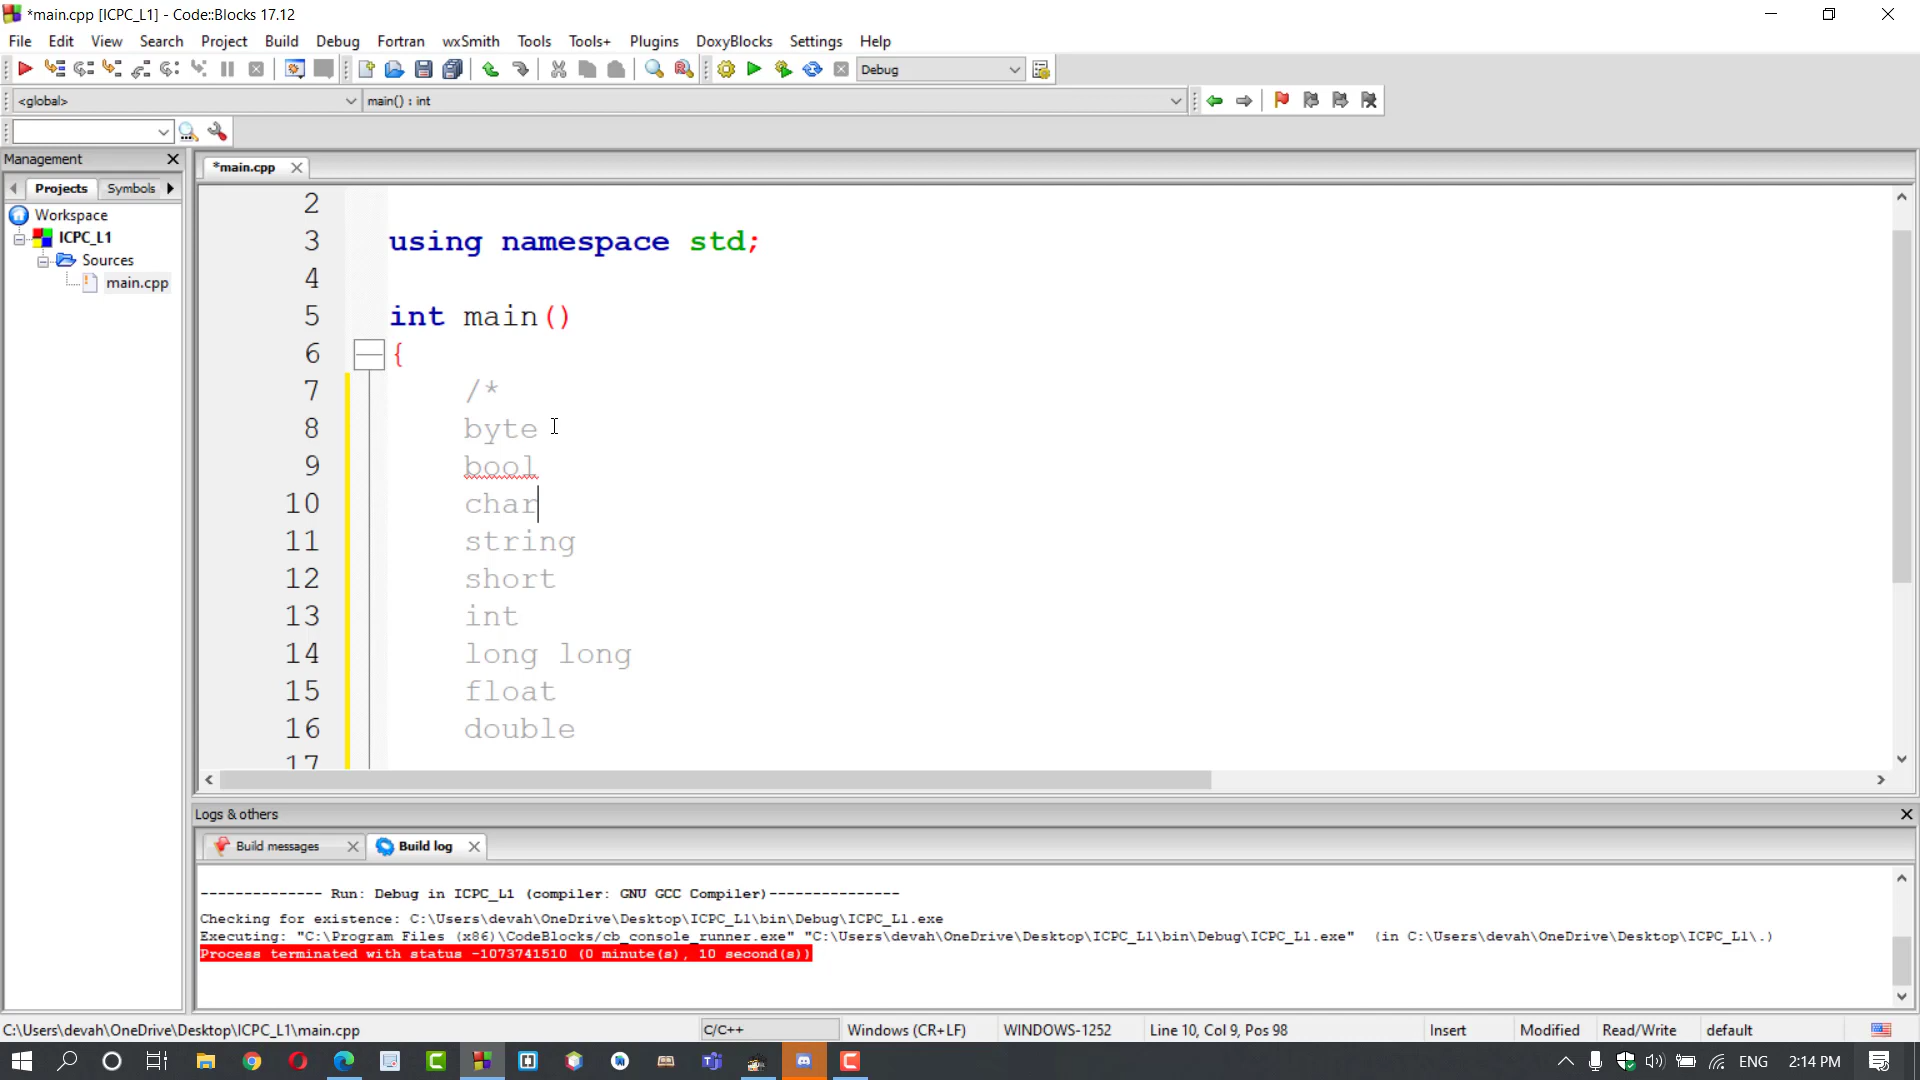 *main.cpp [ICPC_L1] - Code::Blocks 17.12
File Edit View Search Project Build Debug Fortran wxSmith Tools Tools+ Plugins DoxyBlocks Settings Help
Debug
<global> main() : int
Management
*main.cpp
Projects Symbols
Workspace
ICPC_L1
Sources
main.cpp
2
3 using namespace std;
4
5 int main()
6 {
7 /*
8 byte
9 bool
10 char
11 string
12 short
13 int
14 long long
15 float
16 double
17
Logs & others
Build messages Build log
-------------- Run: Debug in ICPC_L1 (compiler: GNU GCC Compiler)---------------
Checking for existence: C:\Users\devah\OneDrive\Desktop\ICPC_L1\bin\Debug\ICPC_L1.exe
Executing: "C:\Program Files (x86)\CodeBlocks/cb_console_runner.exe" "C:\Users\devah\OneDrive\Desktop\ICPC_L1\bin\Debug\ICPC_L1.exe" (in C:\Users\devah\OneDrive\Desktop\ICPC_L1\.)
Process terminated with status -1073741510 (0 minute(s), 10 second(s))
C:\Users\devah\OneDrive\Desktop\ICPC_L1\main.cpp C/C++ Windows (CR+LF) WINDOWS-1252 Line 10, Col 9, Pos 98 Insert Modified Read/Write default
ENG 2:14 PM